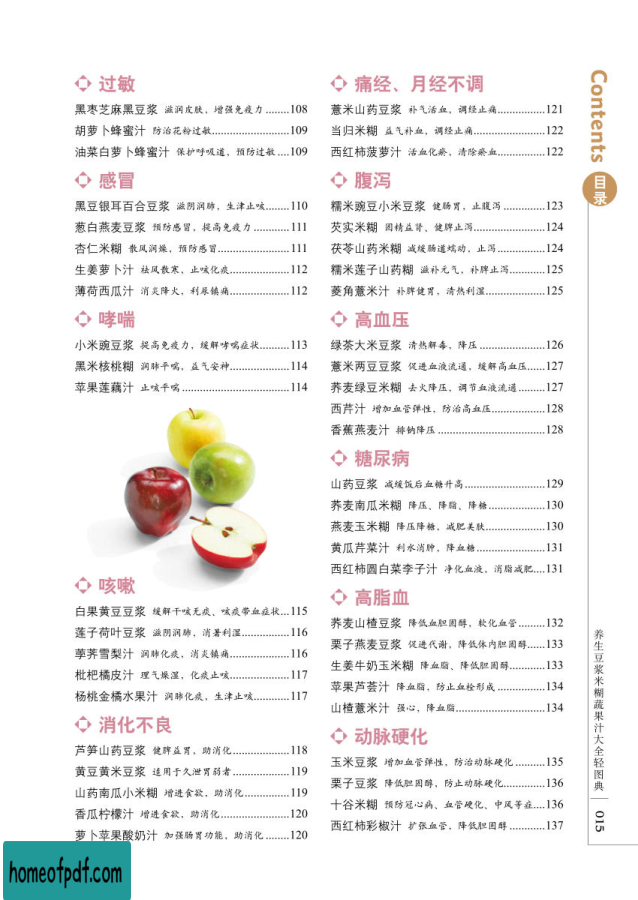 过敏
黑枣芝麻黑豆浆 滋润皮肤，增强免疫力........108
胡萝卜蜂蜜汁 防治花粉过敏..........................109
油菜白萝卜蜂蜜汁 保护呼吸道，预防过敏....109
感冒
黑豆银耳百合豆浆 滋阴润肺，生津止咳........110
葱白燕麦豆浆 预防感冒，提高免疫力............111
杏仁米糊 散风润燥、预防感冒........................111
生姜萝卜汁 祛风散寒，止咳化痰....................112
薄荷西瓜汁 消炎降火，利尿镇痛....................112
哮喘
小米豌豆浆 提高免疫力，缓解哮喘症状..........113
黑米核桃糊 润肺平喘，益气安神....................114
苹果莲藕汁 止咳平喘....................................114
咳嗽
白果黄豆豆浆 缓解干咳无痰、咳痰带血症状...115
莲子荷叶豆浆 滋阴润肺，消暑利湿................116
荸荠雪梨汁 润肺化痰，消炎镇痛....................116
枇杷橘皮汁 理气燥湿，化痰止咳....................117
杨桃金橘水果汁 润肺化痰，生津止咳............117
消化不良
芦笋山药豆浆 健脾益胃，助消化...................118
黄豆黄米豆浆 适用于久泄胃弱者...................119
山药南瓜小米糊 增进食欲，助消化...............119
香瓜柠檬汁 增进食欲，助消化.......................120
萝卜苹果酸奶汁 加强肠胃功能，助消化........120
痛经、月经不调
薏米山药豆浆 补气活血，调经止痛................121
当归米糊 益气补血，调经止痛........................122
西红柿菠萝汁 活血化瘀，清除瘀血................122
腹泻
糯米豌豆小米豆浆 健肠胃，止腹泻..............123
芡实米糊 固精益肾、健脾止泻........................124
茯苓山药米糊 减缓肠道蠕动，止泻................124
糯米莲子山药糊 滋补元气，补脾止泻............125
菱角薏米汁 补脾健胃，清热利湿....................125
高血压
绿茶大米豆浆 清热解毒，降压......................126
薏米两豆豆浆 促进血液流通，缓解高血压......127
荞麦绿豆米糊 去火降压，调节血液流通.........127
西芹汁 增加血管弹性，防治高血压..................128
香蕉燕麦汁 排钠降压....................................128
糖尿病
山药豆浆 减缓饭后血糖升高...........................129
荞麦南瓜米糊 降压、降脂、降糖...................130
燕麦玉米糊 降压降糖，减肥美肤....................130
黄瓜芹菜汁 利水消肿，降血糖.......................131
西红柿圆白菜李子汁 净化血液，消脂减肥....131
高脂血
荞麦山楂豆浆 降低血胆固醇，软化血管.........132
栗子燕麦豆浆 促进代谢，降低体内胆固醇......133
生姜牛奶玉米糊 降血脂、降低胆固醇............133
苹果芦荟汁 降血脂，防止血栓形成................134
山楂薏米汁 强心，降血脂..............................134
动脉硬化
玉米豆浆 增加血管弹性，防治动脉硬化..........135
栗子豆浆 降低胆固醇，防止动脉硬化..............136
十谷米糊 预防冠心病、血管硬化、中风等症....136
西红柿彩椒汁 扩张血管，降低胆固醇............137
Contents
目录
养生豆浆米糊蔬果汁大全轻图典
015
homeofpdf.com